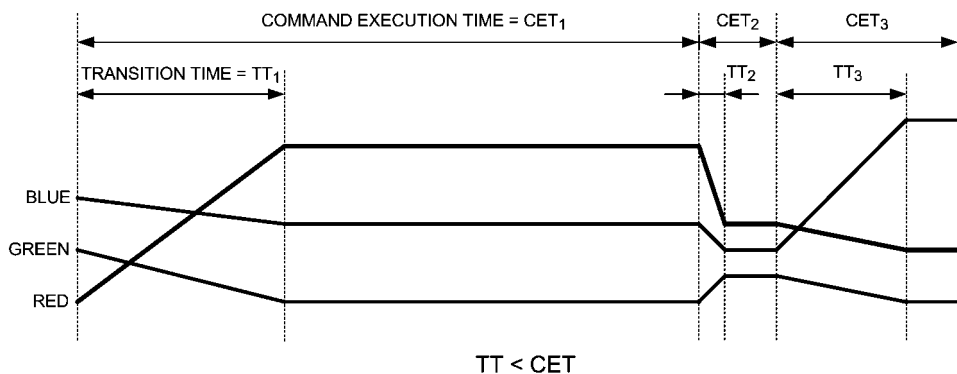 COMMAND EXECUTION TIME = CET₁
CET₂
CET₃
TRANSITION TIME = TT₁
TT₂
TT₃
BLUE
GREEN
RED
TT < CET